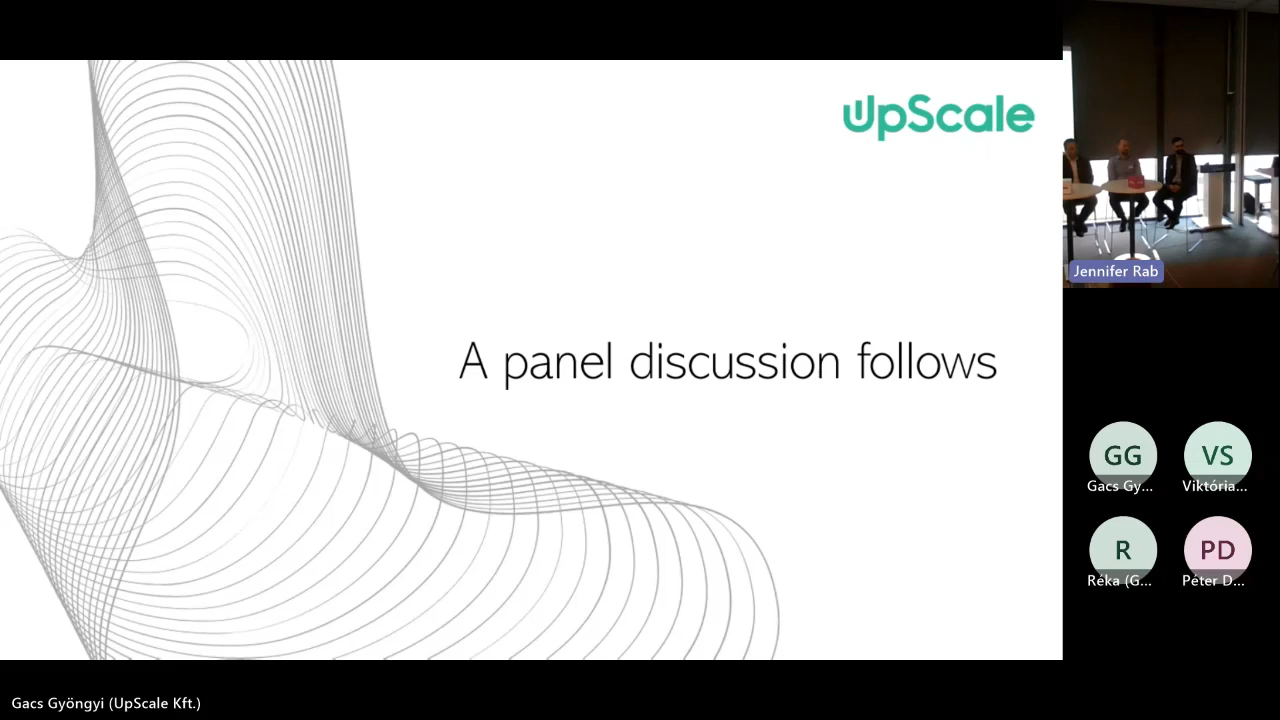 UpScale
A panel discussion follows
Jennifer Rab
GG
Gacs Gy...
VS
Viktória...
R
Réka (G...
PD
Péter D...
Gacs Gyöngyi (UpScale Kft.)